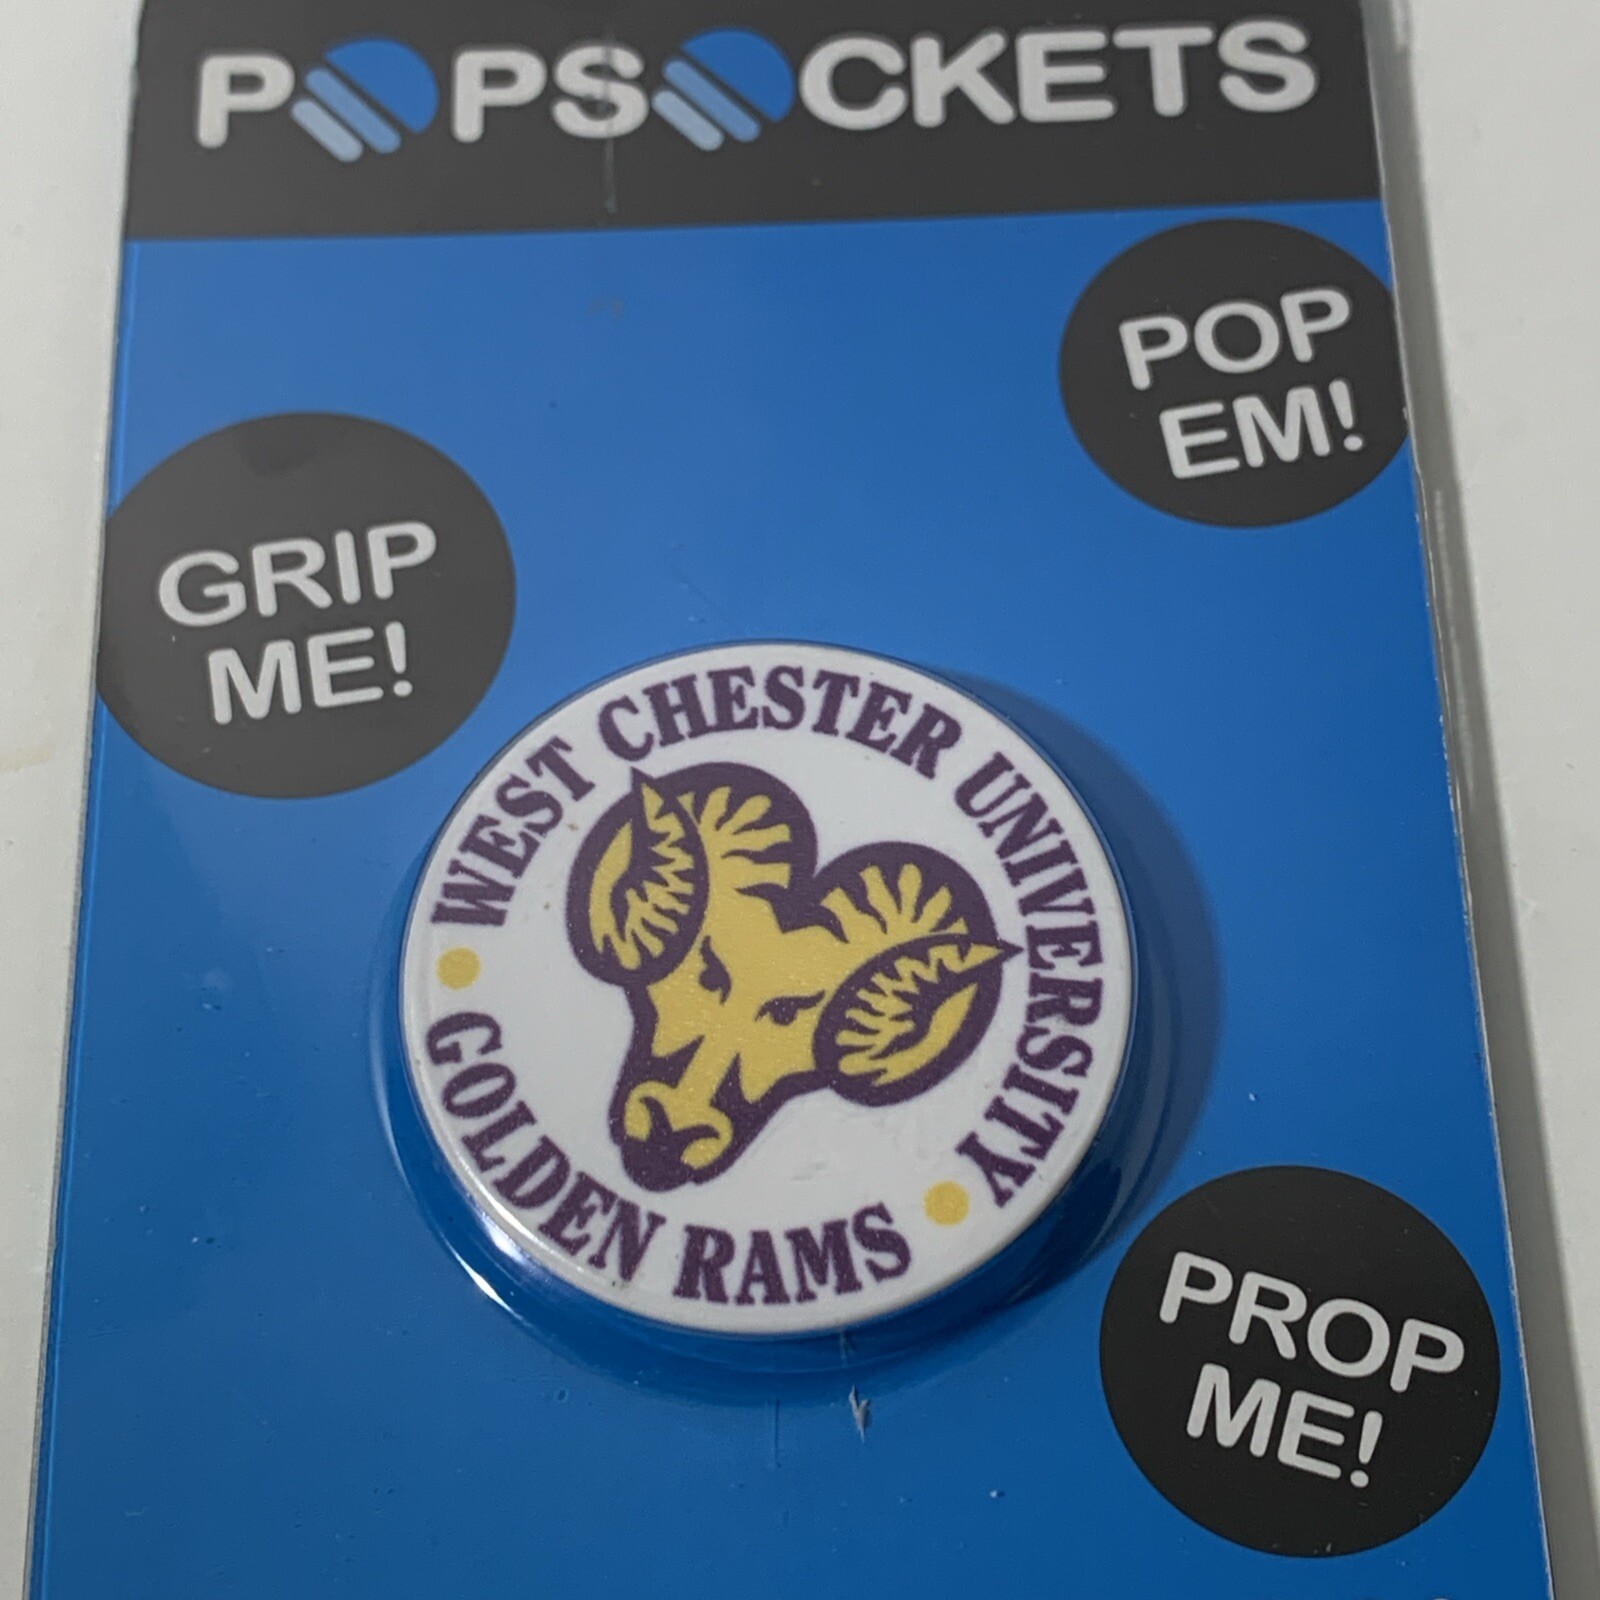 POPSOCKETS
POP
EM!
GRIP
ME!
WEST CHESTER UNIVERSITY
GOLDEN RAMS
PROP
ME!